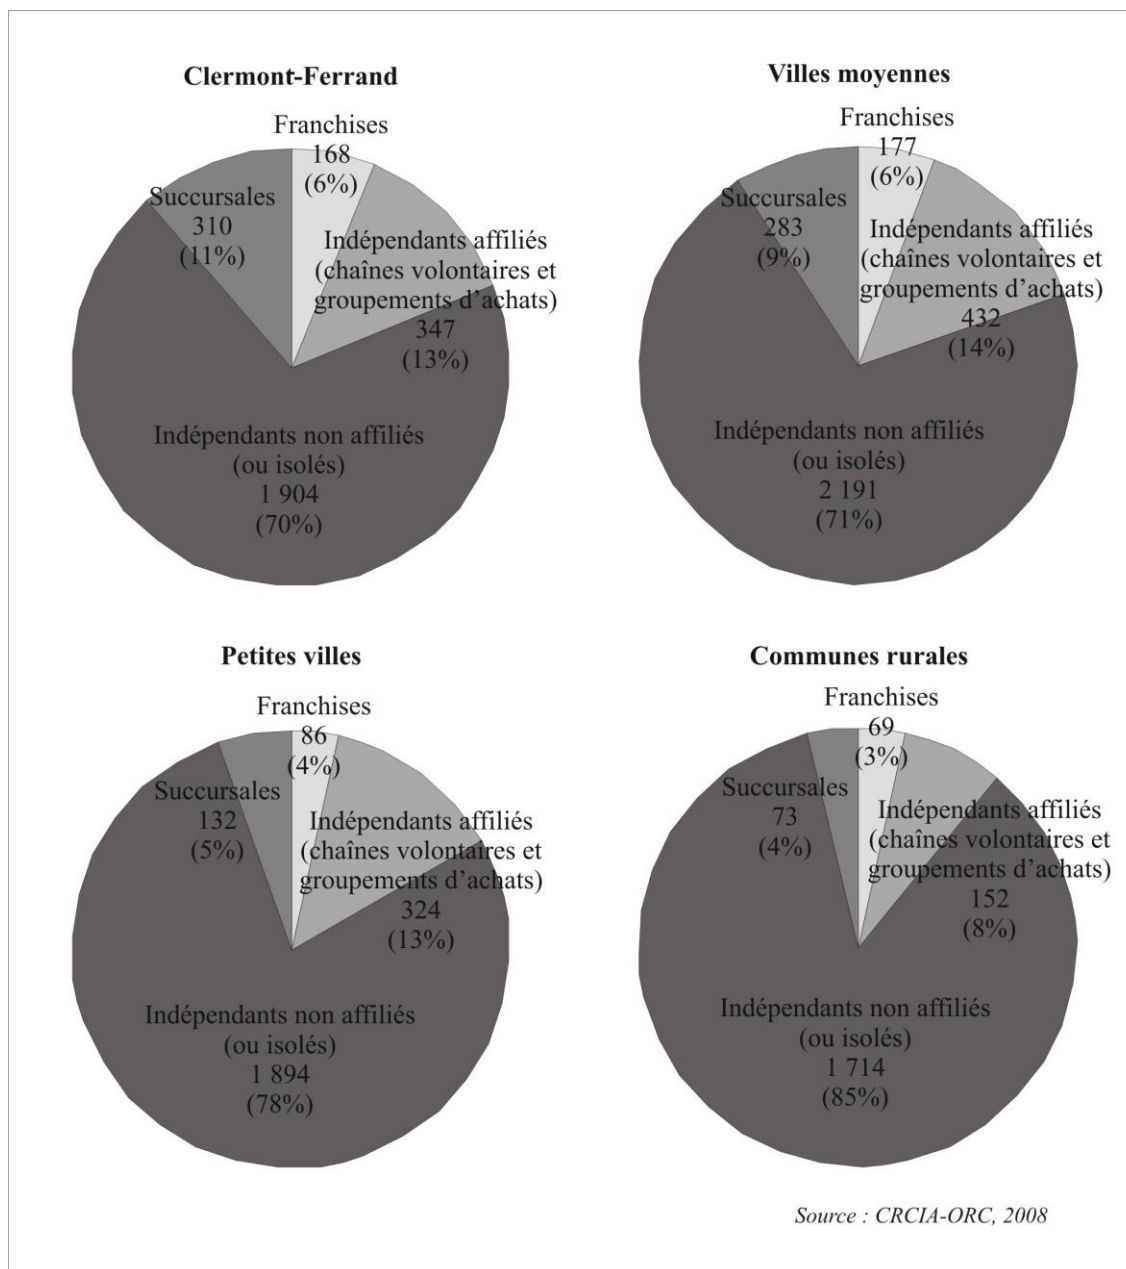 Clermont-Ferrand
Franchises
168
(6%)
Succursales
310
(11%)
Indépendants affiliés
(chaînes volontaires et
groupements d’achats)
347
(13%)
Indépendants non affiliés
(ou isolés)
1 904
(70%)
Villes moyennes
Franchises
177
(6%)
Succursales
283
(9%)
Indépendants affiliés
(chaînes volontaires et
groupements d’achats)
432
(14%)
Indépendants non affiliés
(ou isolés)
2 191
(71%)
Petites villes
Franchises
86
(4%)
Succursales
132
(5%)
Indépendants affiliés
(chaînes volontaires et
groupements d’achats)
324
(13%)
Indépendants non affiliés
(ou isolés)
1 894
(78%)
Communes rurales
Franchises
69
(3%)
Succursales
73
(4%)
Indépendants affiliés
(chaînes volontaires et
groupements d’achats)
152
(8%)
Indépendants non affiliés
(ou isolés)
1 714
(85%)
Source : CRCIA-ORC, 2008